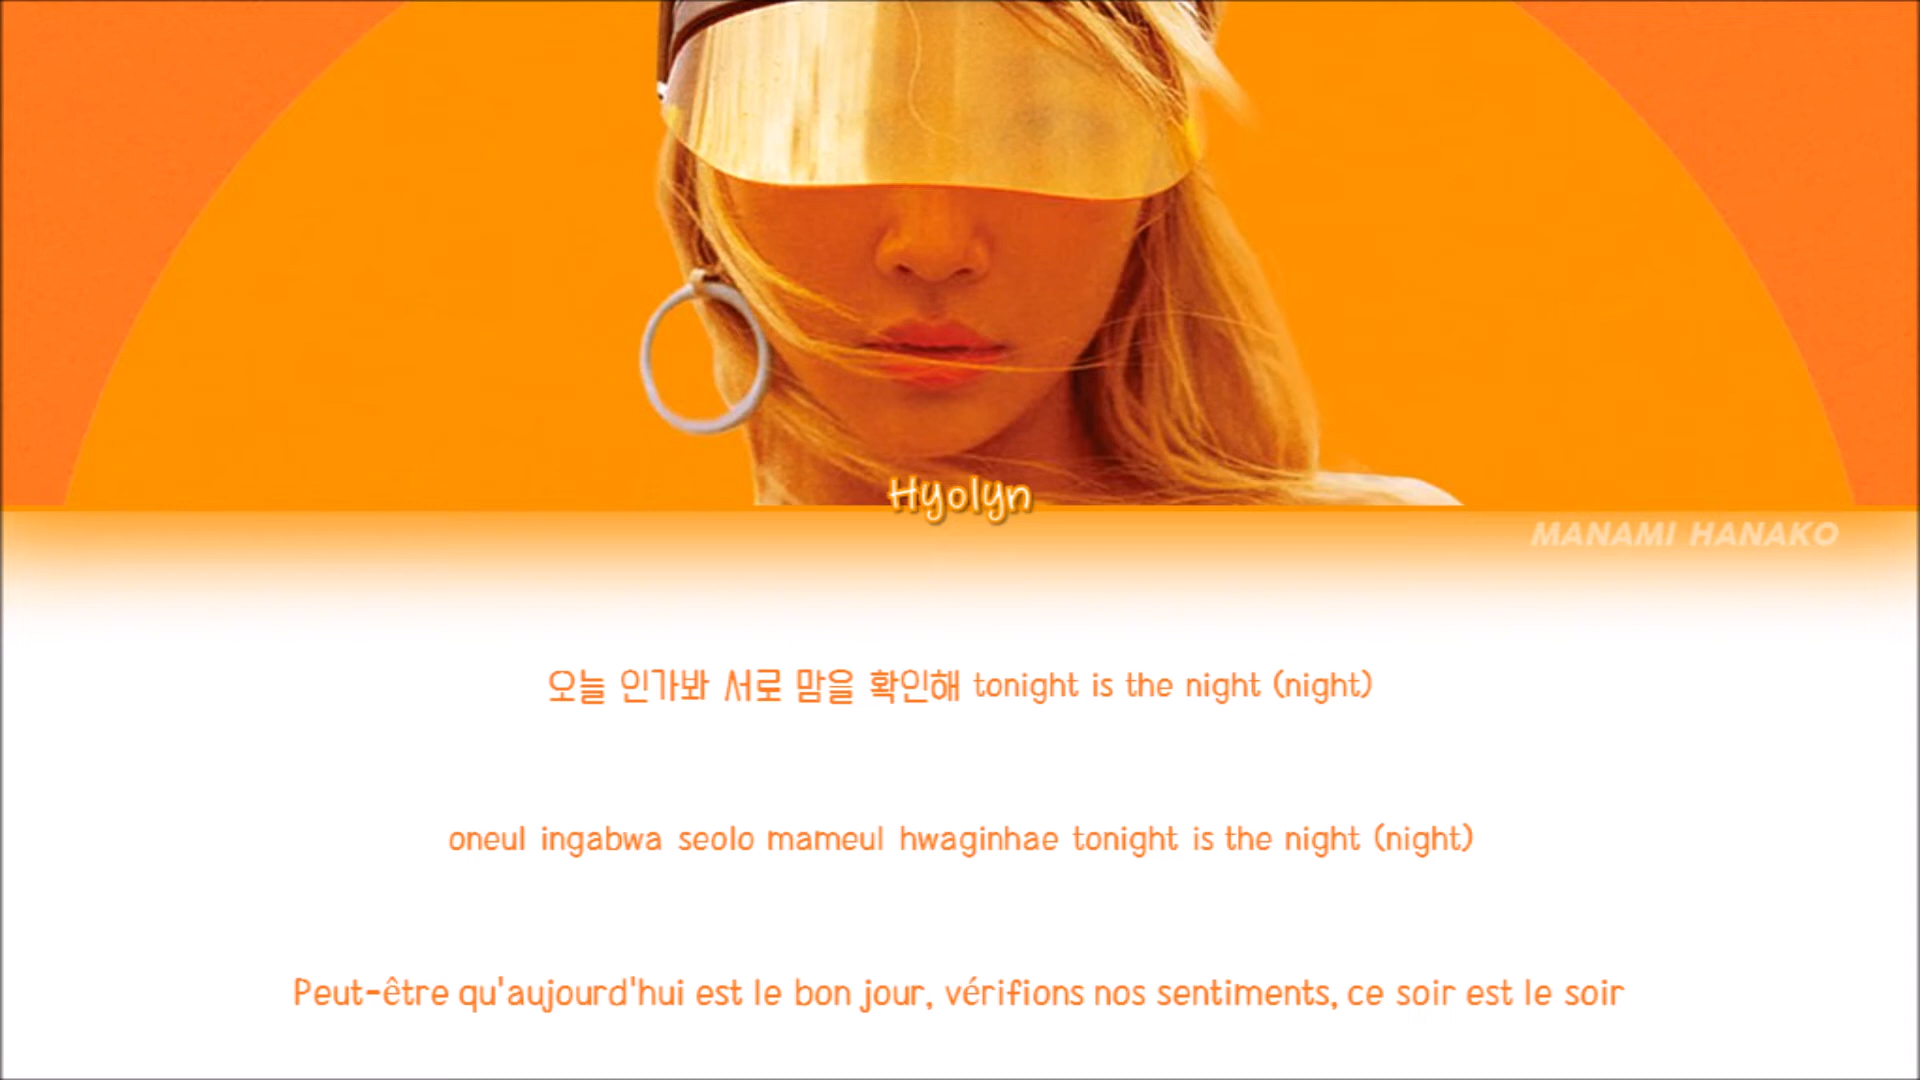 Hyolyn
MANAMI HANAKO
오늘 인가봐 서로 맘을 확인해 tonight is the night (night)
oneul ingabwa seolo mameul hwaginhae tonight is the night (night)
Peut-être qu'aujourd'hui est le bon jour, vérifions nos sentiments, ce soir est le soir